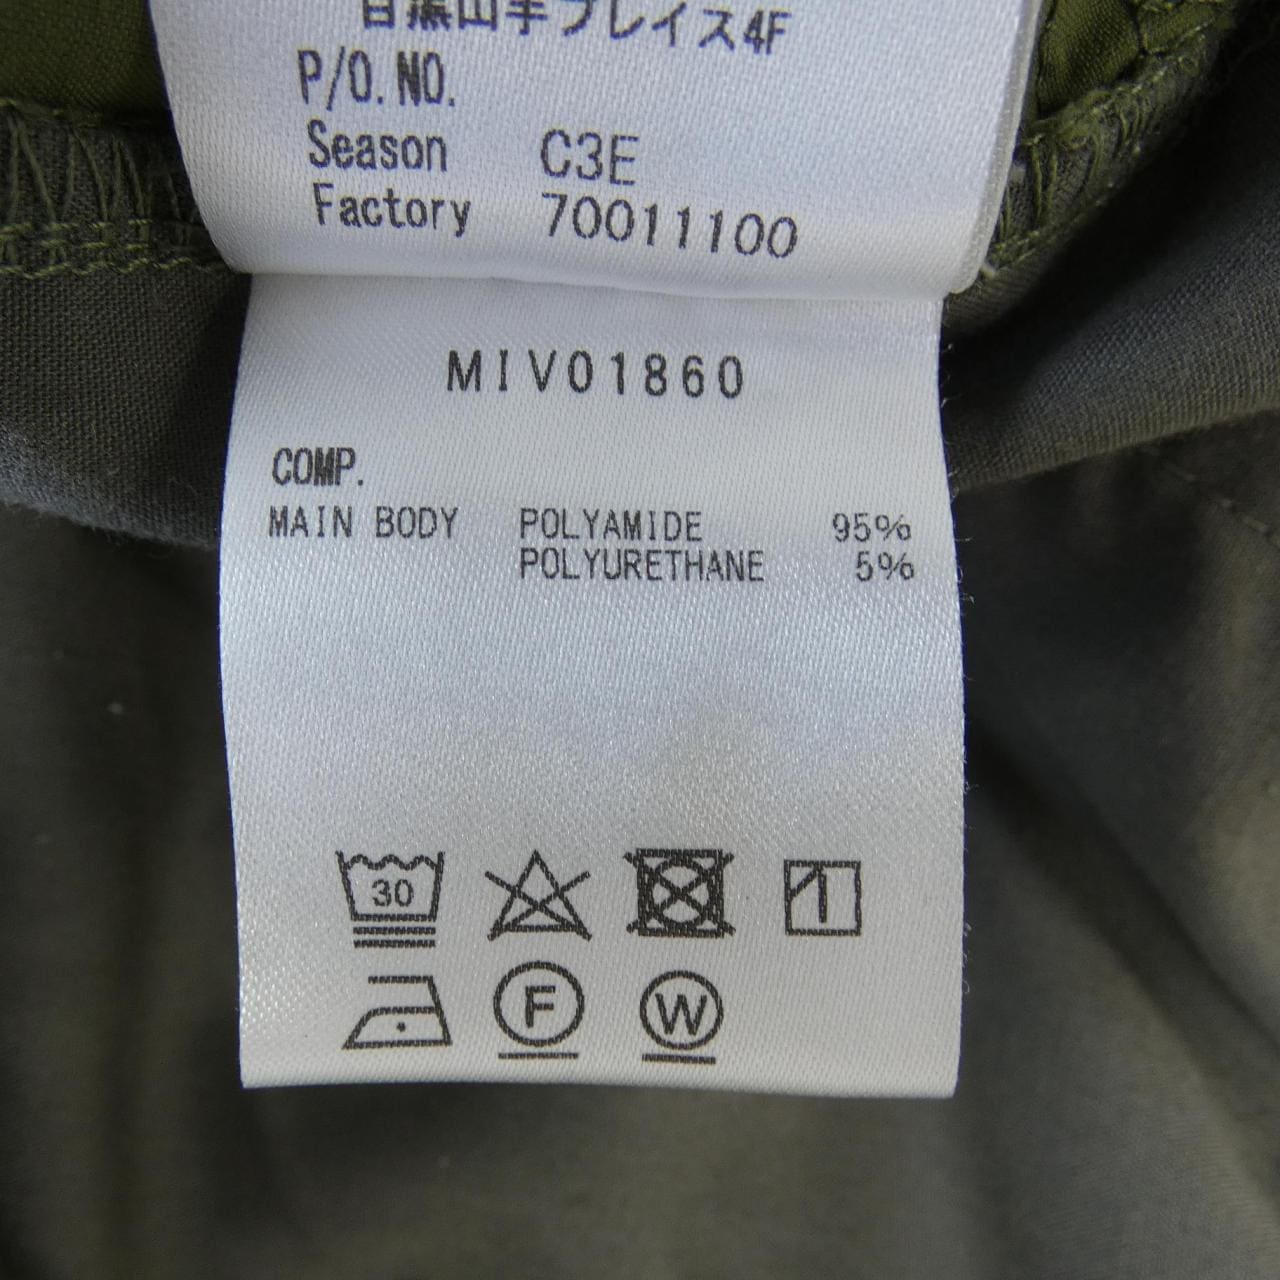 目黒山手プレイス4F
P/O.NO.
Season C3E
Factory 70011100
MIV01860
COMP.
MAIN BODY POLYAMIDE 95%
POLYURETHANE 5%
30
F W